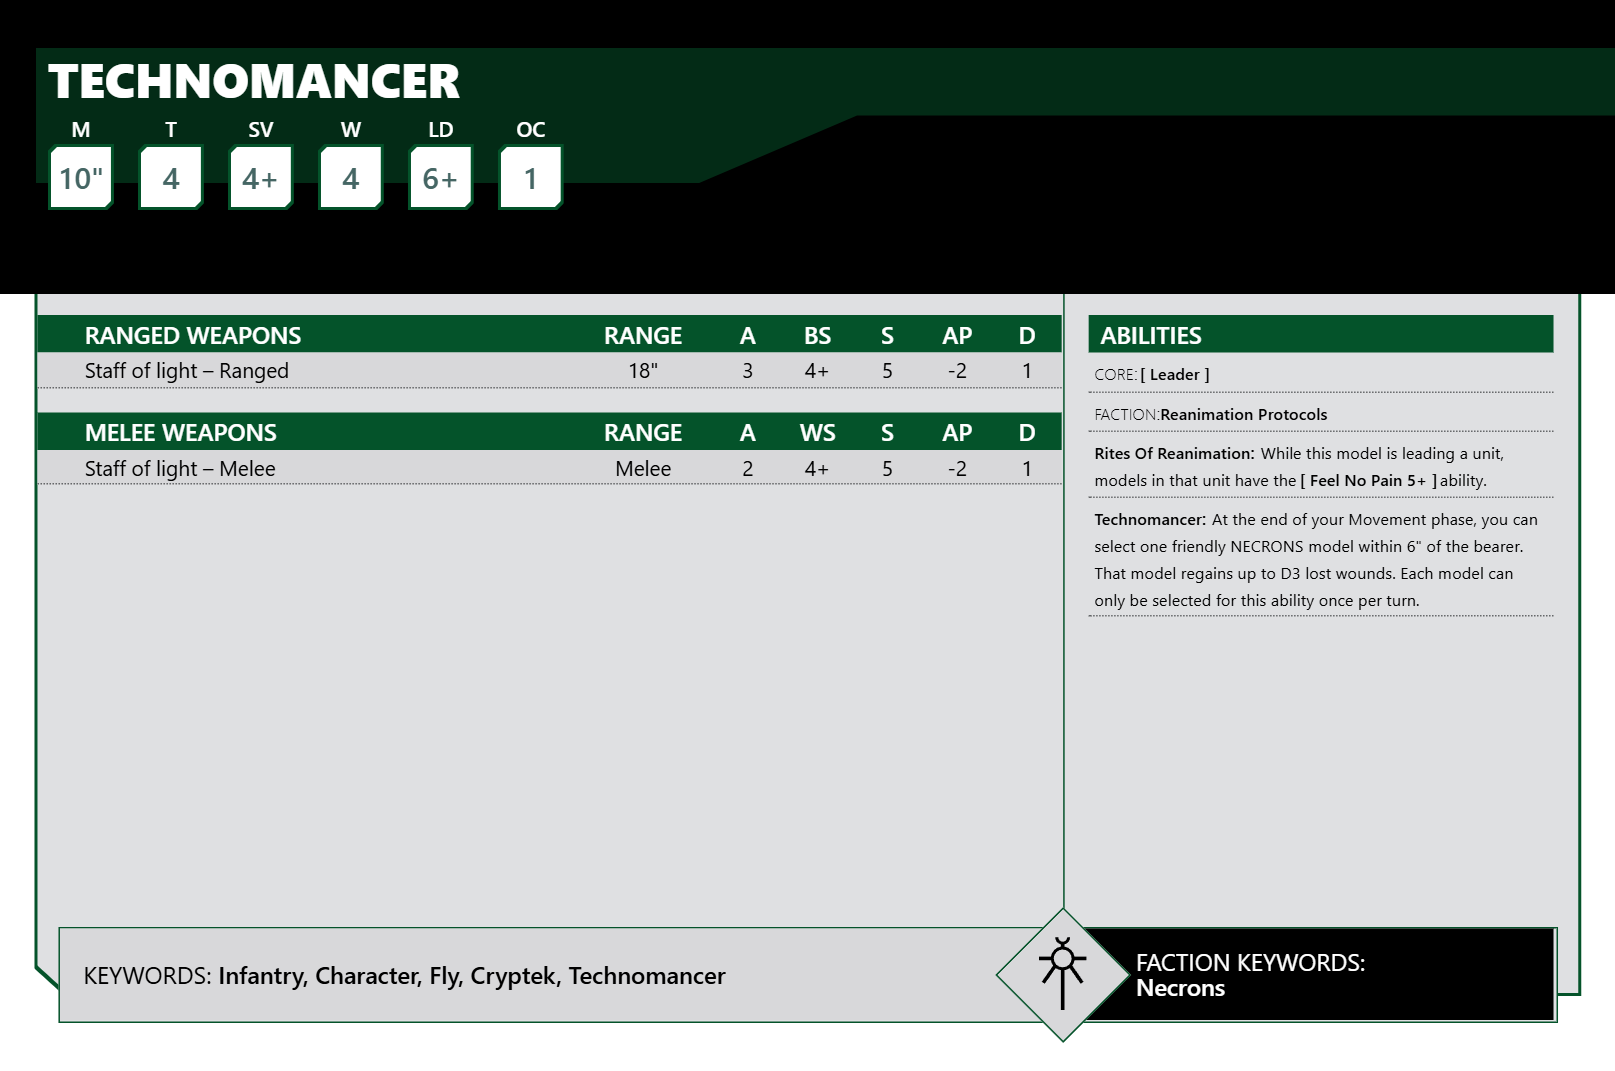 TECHNOMANCER
M T SV W LD OC
10" 4 4+ 4 6+ 1
RANGED WEAPONS RANGE A BS S AP D
Staff of light – Ranged 18" 3 4+ 5 -2 1
MELEE WEAPONS RANGE A WS S AP D
Staff of light – Melee Melee 2 4+ 5 -2 1
ABILITIES
CORE: [ Leader ]
FACTION: Reanimation Protocols
Rites Of Reanimation: While this model is leading a unit,
models in that unit have the [ Feel No Pain 5+ ] ability.
Technomancer: At the end of your Movement phase, you can
select one friendly NECRONS model within 6" of the bearer.
That model regains up to D3 lost wounds. Each model can
only be selected for this ability once per turn.
KEYWORDS: Infantry, Character, Fly, Cryptek, Technomancer
FACTION KEYWORDS:
Necrons